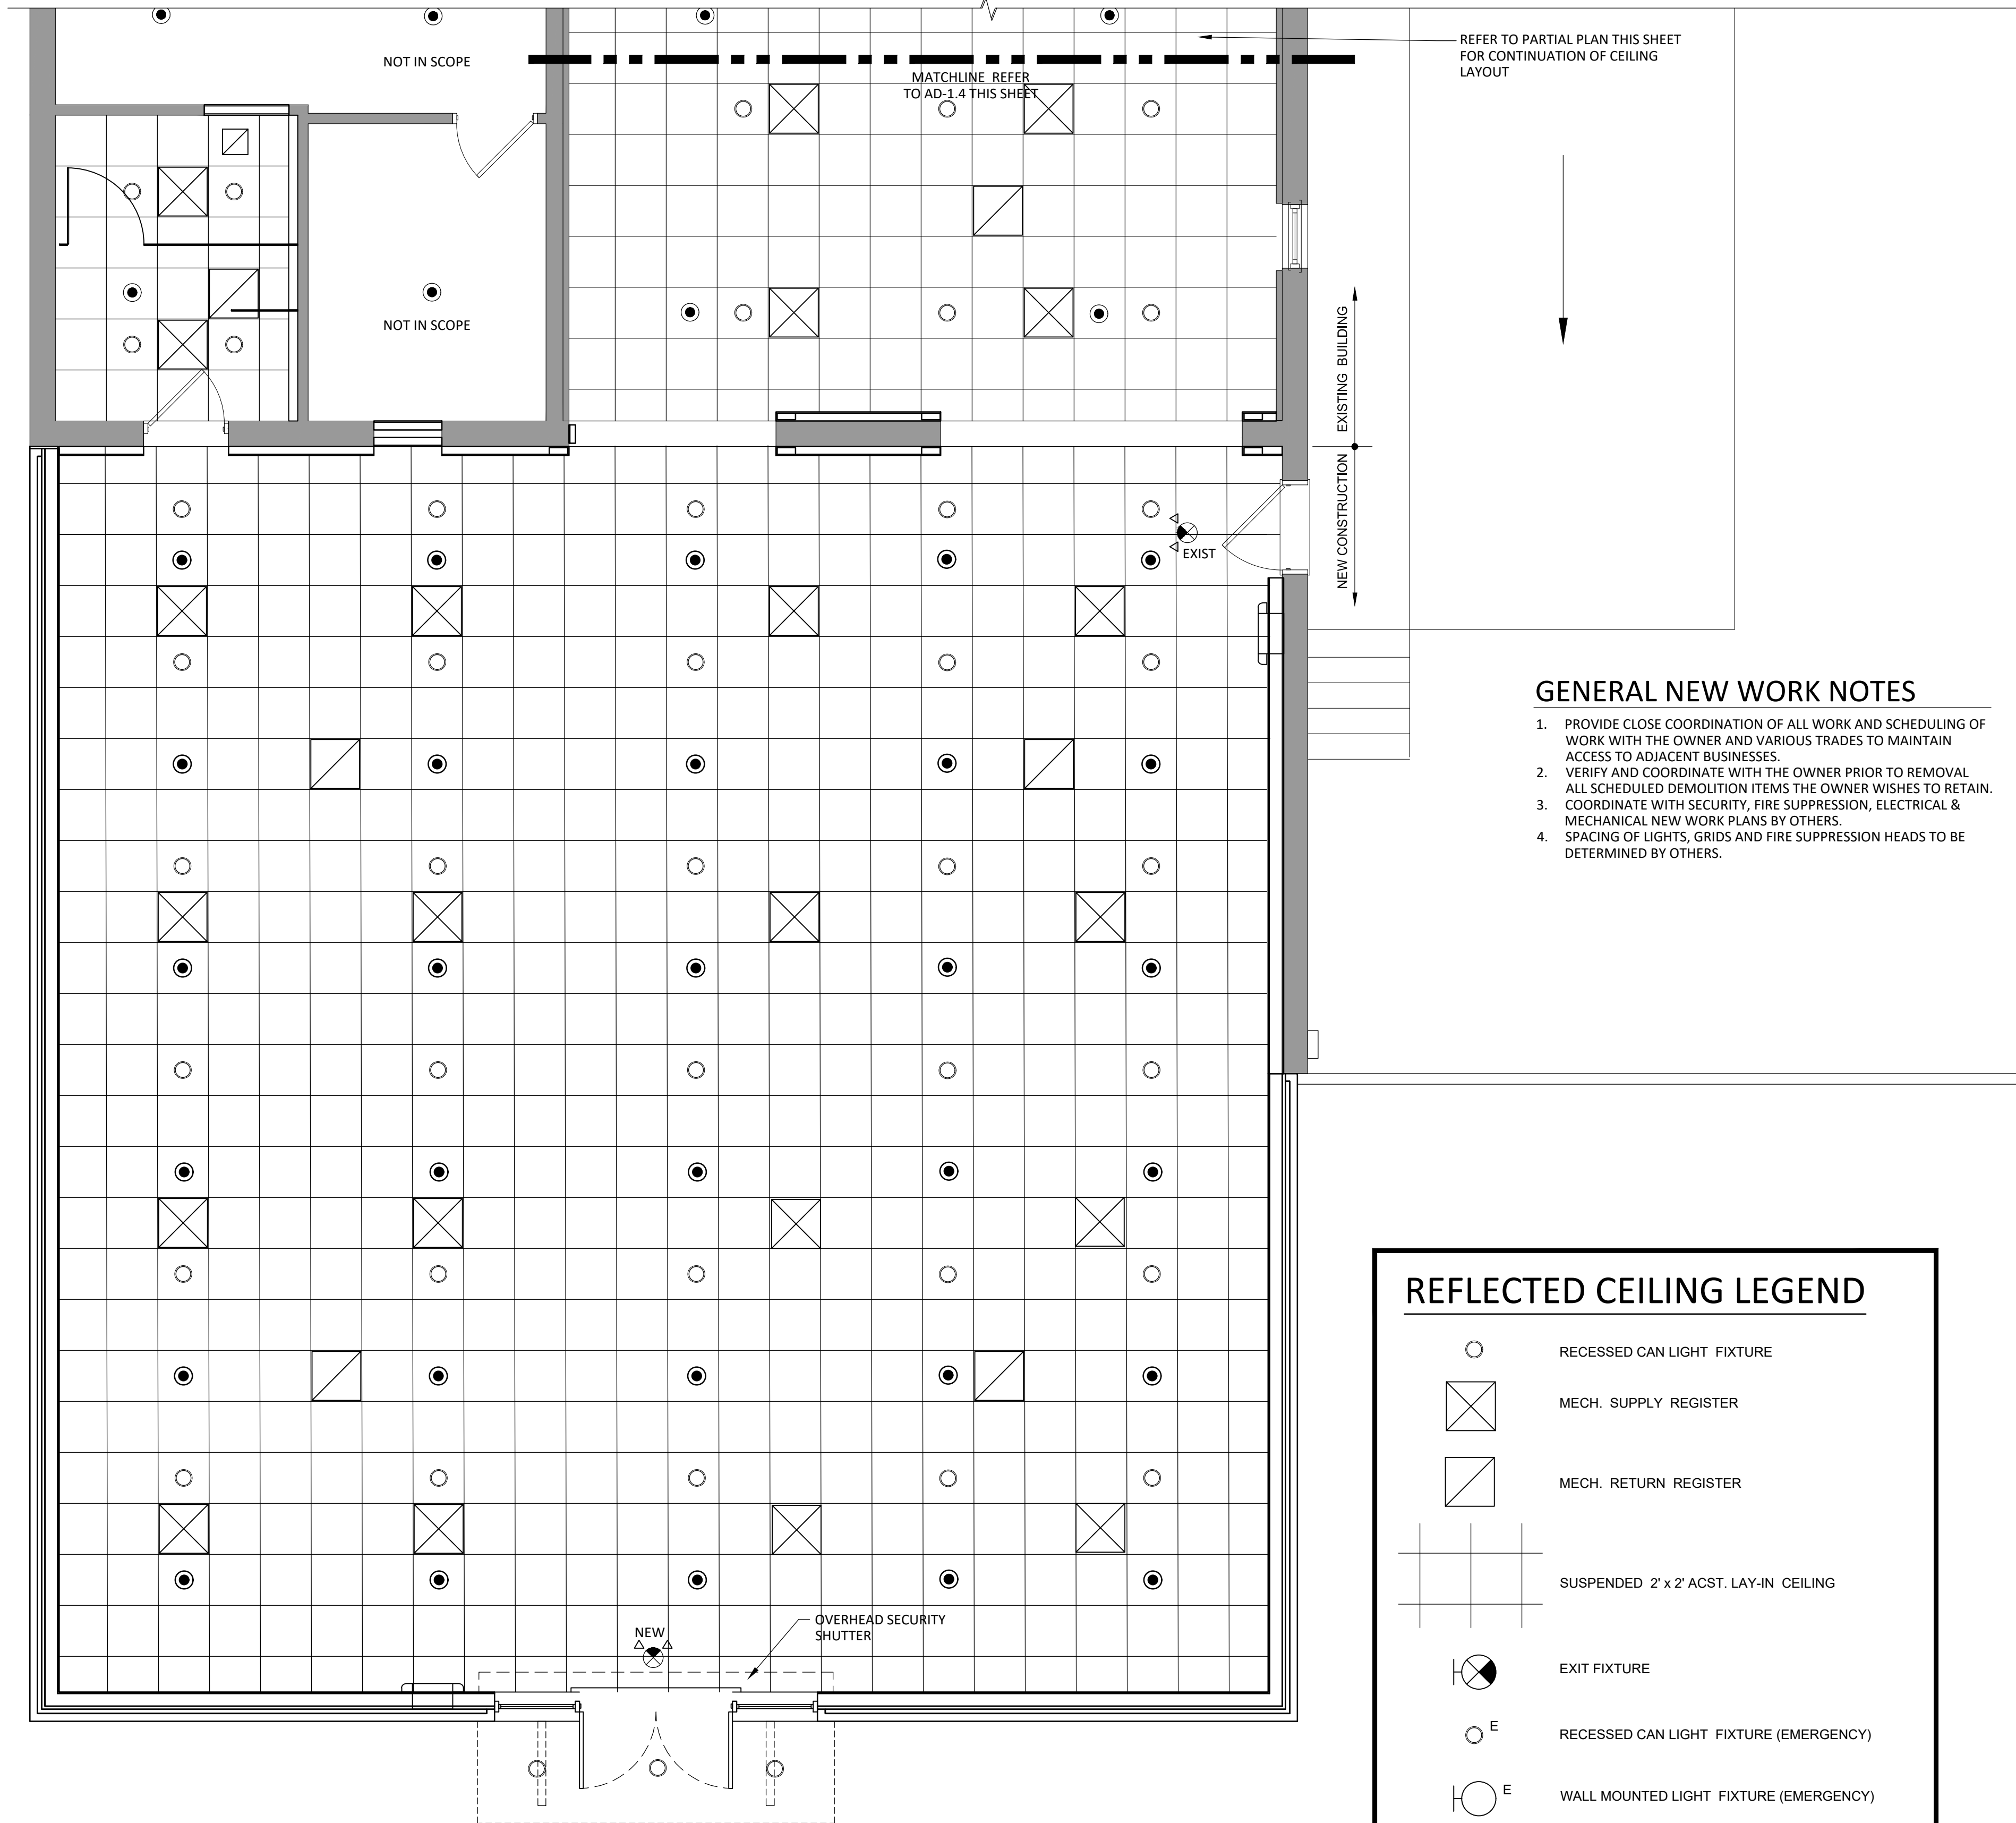 NOT IN SCOPE
MATCHLINE REFER
TO AD-1.4 THIS SHEET
REFER TO PARTIAL PLAN THIS SHEET
FOR CONTINUATION OF CEILING
LAYOUT
NOT IN SCOPE
EXISTING BUILDING
NEW CONSTRUCTION
EXIST
GENERAL NEW WORK NOTES
1. PROVIDE CLOSE COORDINATION OF ALL WORK AND SCHEDULING OF
WORK WITH THE OWNER AND VARIOUS TRADES TO MAINTAIN
ACCESS TO ADJACENT BUSINESSES.
2. VERIFY AND COORDINATE WITH THE OWNER PRIOR TO REMOVAL
ALL SCHEDULED DEMOLITION ITEMS THE OWNER WISHES TO RETAIN.
3. COORDINATE WITH SECURITY, FIRE SUPPRESSION, ELECTRICAL &
MECHANICAL NEW WORK PLANS BY OTHERS.
4. SPACING OF LIGHTS, GRIDS AND FIRE SUPPRESSION HEADS TO BE
DETERMINED BY OTHERS.
REFLECTED CEILING LEGEND
RECESSED CAN LIGHT FIXTURE
MECH. SUPPLY REGISTER
MECH. RETURN REGISTER
SUSPENDED 2' x 2' ACST. LAY-IN CEILING
EXIT FIXTURE
E RECESSED CAN LIGHT FIXTURE (EMERGENCY)
E WALL MOUNTED LIGHT FIXTURE (EMERGENCY)
NEW
OVERHEAD SECURITY
SHUTTER